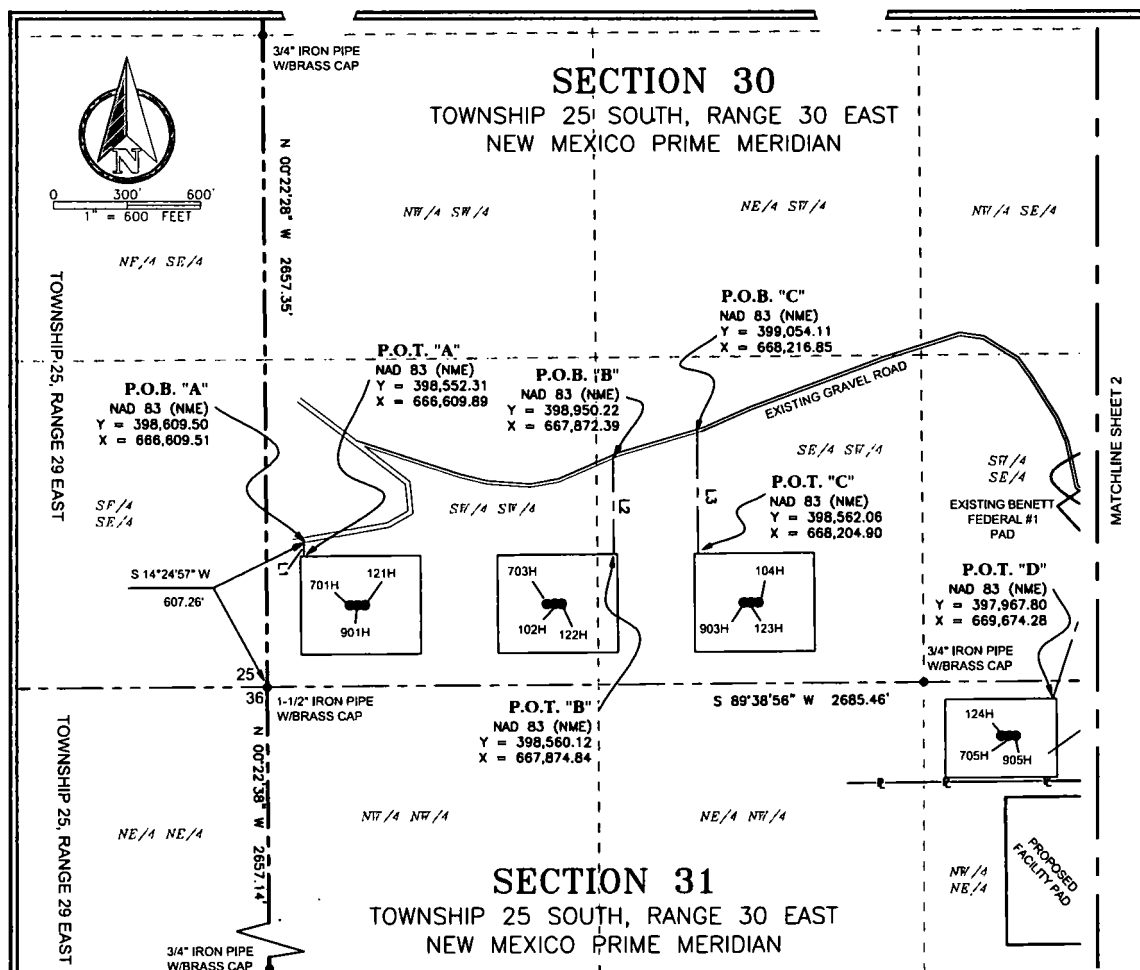 3/4" IRON PIPE
W/BRASS CAP
SECTION 30
TOWNSHIP 25 SOUTH, RANGE 30 EAST
NEW MEXICO PRIME MERIDIAN
N
0 300' 600'
1" = 600 FEET
N 00°22'28" W 2657.35'
NW/4 SW/4
NE/4 SW/4
NW/4 SE/4
NE/4 SE/4
TOWNSHIP 25, RANGE 29 EAST
P.O.B. "C"
NAD 83 (NME)
Y = 399,054.11
X = 668,216.85
P.O.T. "A"
NAD 83 (NME)
Y = 398,552.31
X = 666,609.89
P.O.B. "B"
NAD 83 (NME)
Y = 398,950.22
X = 667,872.39
P.O.B. "A"
NAD 83 (NME)
Y = 398,609.50
X = 666,609.51
EXISTING GRAVEL ROAD
MATCHLINE SHEET 2
SE/4 SW/4
SW/4
SE/4
P.O.T. "C"
NAD 83 (NME)
Y = 398,562.06
X = 668,204.90
EXISTING BENETT
FEDERAL #1
PAD
SE/4
SE/4
SW/4 SW/4
L2
L3
L1
S 14°24'57" W
607.26'
701H
121H
901H
703H
102H
122H
104H
903H
123H
P.O.T. "D"
NAD 83 (NME)
Y = 397,967.80
X = 669,674.28
3/4" IRON PIPE
W/BRASS CAP
25
36
1-1/2" IRON PIPE
W/BRASS CAP
S 89°38'56" W 2685.46'
P.O.T. "B"
NAD 83 (NME)
Y = 398,560.12
X = 667,874.84
124H
705H
905H
TOWNSHIP 25, RANGE 29 EAST
N 00°22'38" W 2657.14'
NE/4 NE/4
NW/4 NW/4
NE/4 NW/4
NW/4
NE/4
PROPOSED
FACILITY PAD
SECTION 31
TOWNSHIP 25 SOUTH, RANGE 30 EAST
NEW MEXICO PRIME MERIDIAN
3/4" IRON PIPE
W/BRASS CAP